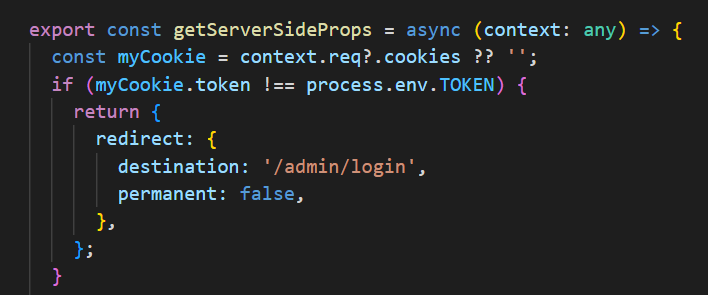 export const getServerSideProps = async (context: any) => {
  const myCookie = context.req?.cookies ?? '';
  if (myCookie.token !== process.env.TOKEN) {
    return {
      redirect: {
        destination: '/admin/login',
        permanent: false,
      },
    };
  }